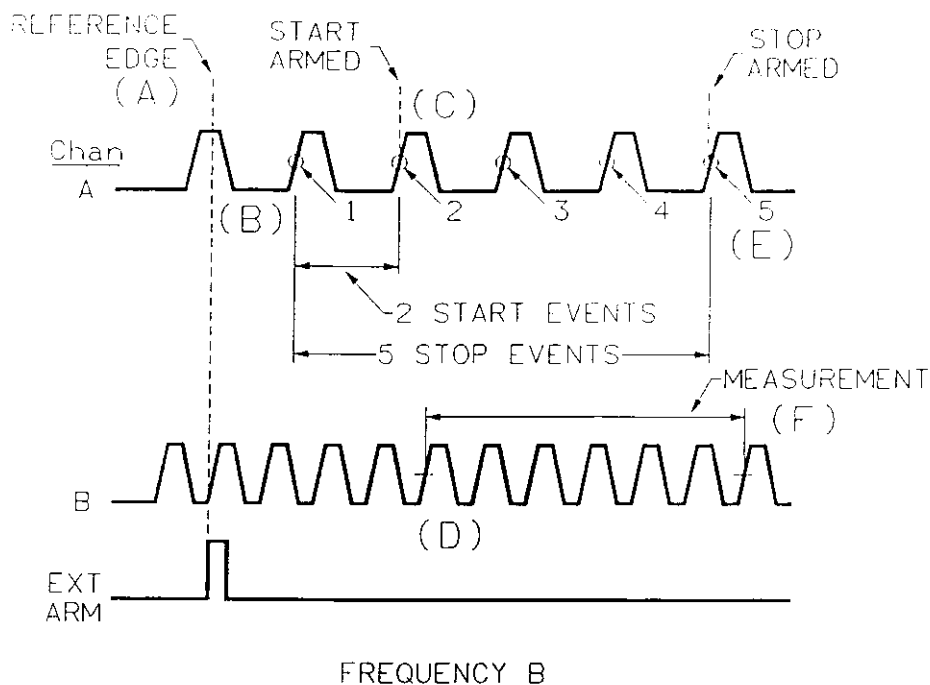 REFERENCE
EDGE
(A)
START
ARMED
(C)
STOP
ARMED
Chan
A
(B)
1
2
3
4
5
(E)
2 START EVENTS
5 STOP EVENTS
MEASUREMENT
(F)
B
(D)
EXT
ARM
FREQUENCY B